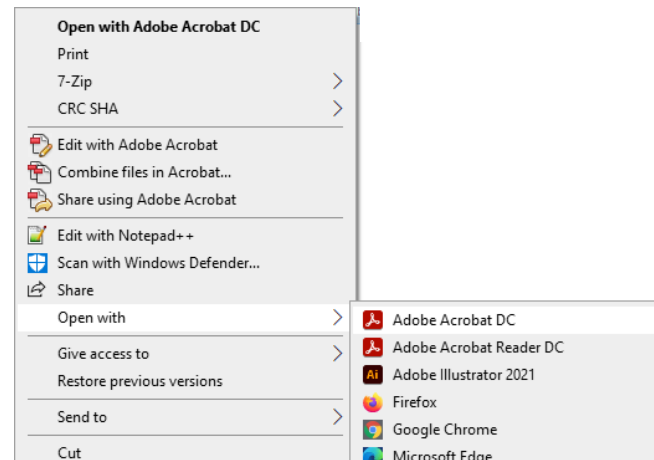 Open with Adobe Acrobat DC
Print
7-Zip
CRC SHA
Edit with Adobe Acrobat
Combine files in Acrobat...
Share using Adobe Acrobat
Edit with Notepad++
Scan with Windows Defender...
Share
Open with
Give access to
Restore previous versions
Send to
Cut
Adobe Acrobat DC
Adobe Acrobat Reader DC
Ai
Adobe Illustrator 2021
Firefox
Google Chrome
Microsoft Edge